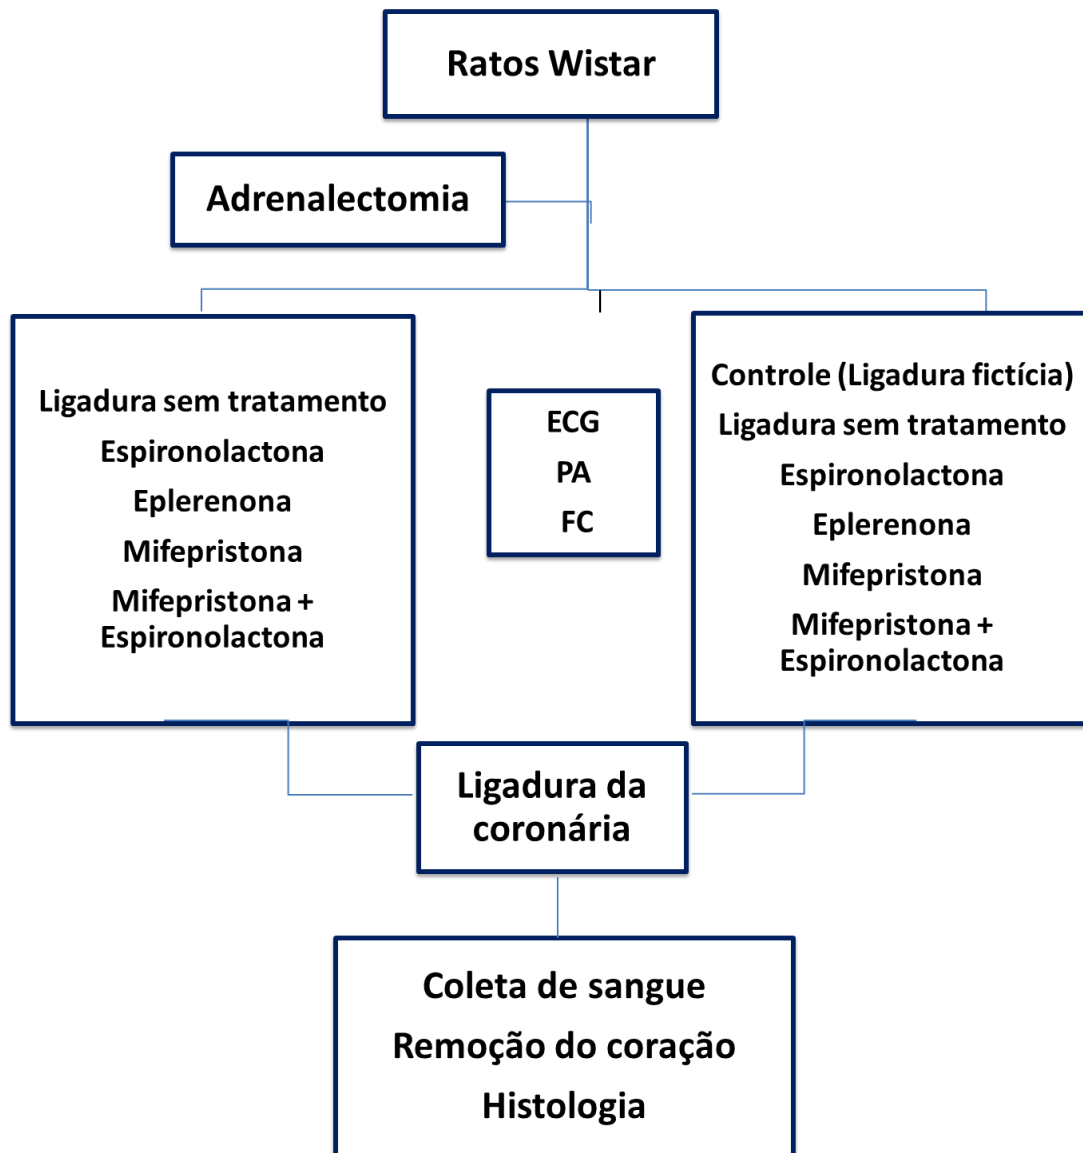 Ratos Wistar
Adrenalectomia
Ligadura sem tratamento
Espironolactona
Eplerenona
Mifepristona
Mifepristona +
Espironolactona
ECG
PA
FC
Controle (Ligadura fictícia)
Ligadura sem tratamento
Espironolactona
Eplerenona
Mifepristona
Mifepristona +
Espironolactona
Ligadura da
coronária
Coleta de sangue
Remoção do coração
Histologia